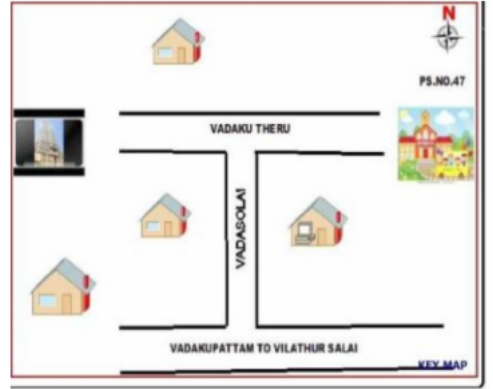 N
PS.NO.47
VADAKU THERU
VADASOLAI
VADAKUPATTAM TO VILATHUR SALAI
KEY MAP